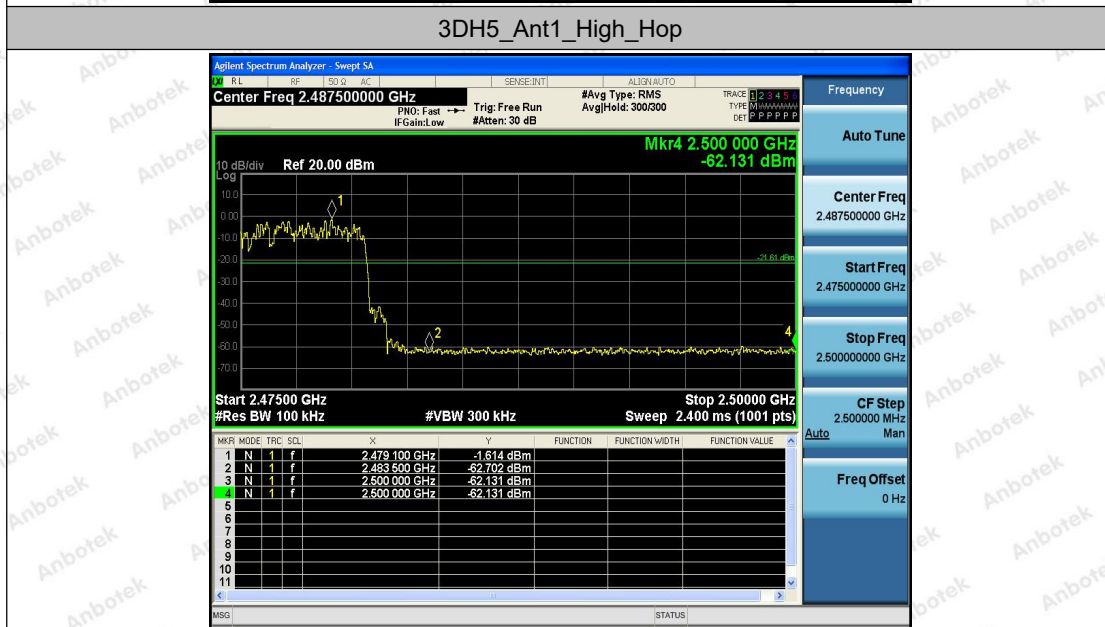 3DH5_Ant1_High_Hop
Agilent Spectrum Analyzer - Swept SA
RL RF 50 Ω AC SENSE:INT ALIGN AUTO
Center Freq 2.487500000 GHz
PNO: Fast
IFGain:Low
Trig: Free Run
#Atten: 30 dB
#Avg Type: RMS
Avg|Hold: 300/300
TRACE 1 2 3 4 5 6
TYPE M
DET P P P P P P
Mkr4 2.500 000 GHz
-62.131 dBm
10 dB/div Ref 20.00 dBm
Log
10.0
0.00
-10.0
-20.0
-30.0
-40.0
-50.0
-60.0
-70.0
1
2
4
-21.61 dBm
Start 2.47500 GHz Stop 2.50000 GHz
#Res BW 100 kHz #VBW 300 kHz Sweep 2.400 ms (1001 pts)
MKR MODE TRC SCL X Y FUNCTION FUNCTION WIDTH FUNCTION VALUE
1 N 1 f 2.479 100 GHz -1.614 dBm
2 N 1 f 2.483 500 GHz -62.702 dBm
3 N 1 f 2.500 000 GHz -62.131 dBm
4 N 1 f 2.500 000 GHz -62.131 dBm
5
6
7
8
9
10
11
MSG STATUS
Frequency
Auto Tune
Center Freq
2.487500000 GHz
Start Freq
2.475000000 GHz
Stop Freq
2.500000000 GHz
CF Step
2.500000 MHz
Auto Man
Freq Offset
0 Hz
Anbotek